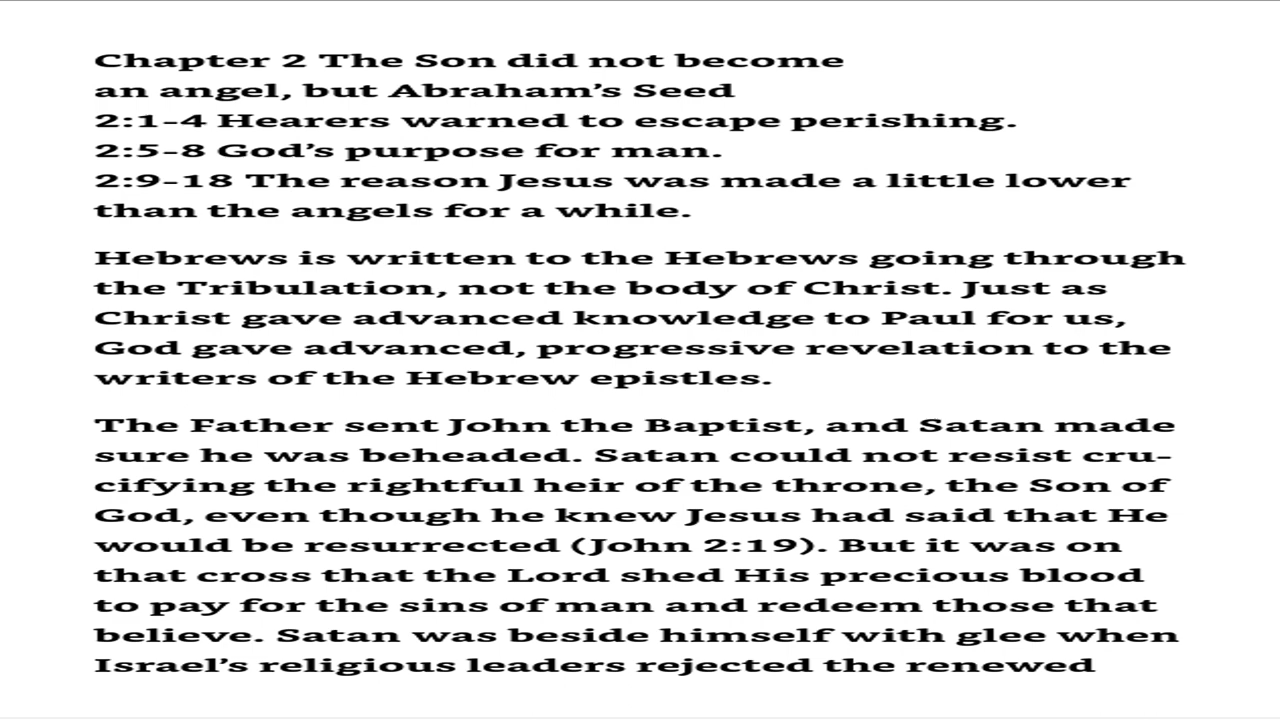 Chapter 2 The Son did not become
an angel, but Abraham’s Seed
2:1-4 Hearers warned to escape perishing.
2:5-8 God’s purpose for man.
2:9-18 The reason Jesus was made a little lower
than the angels for a while.
Hebrews is written to the Hebrews going through
the Tribulation, not the body of Christ. Just as
Christ gave advanced knowledge to Paul for us,
God gave advanced, progressive revelation to the
writers of the Hebrew epistles.
The Father sent John the Baptist, and Satan made
sure he was beheaded. Satan could not resist cru-
cifying the rightful heir of the throne, the Son of
God, even though he knew Jesus had said that He
would be resurrected (John 2:19). But it was on
that cross that the Lord shed His precious blood
to pay for the sins of man and redeem those that
believe. Satan was beside himself with glee when
Israel’s religious leaders rejected the renewed